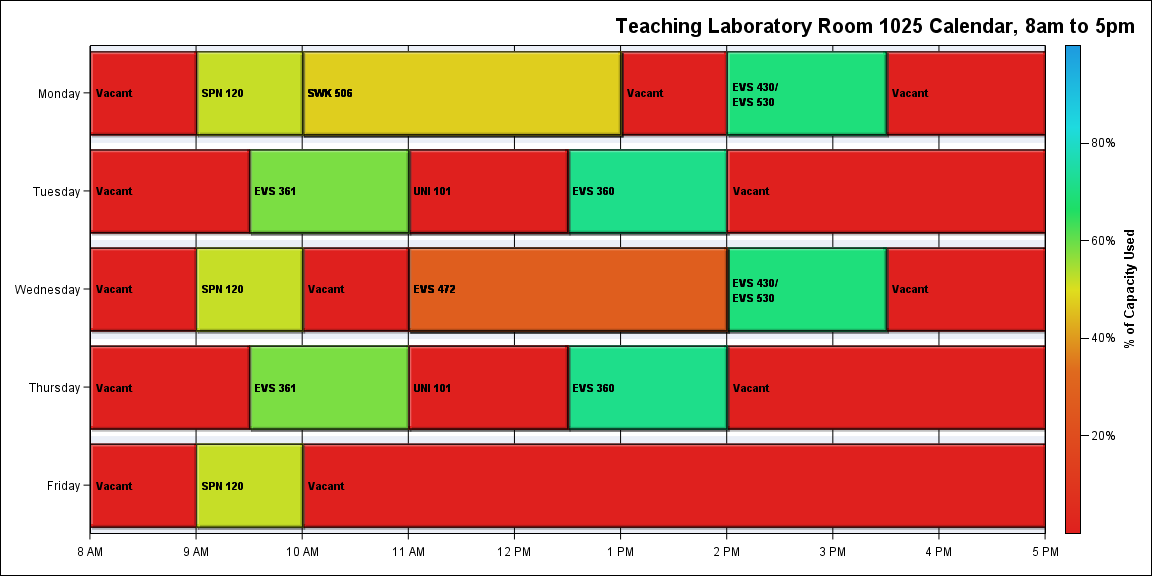 Teaching Laboratory Room 1025 Calendar, 8am to 5pm
Monday
Vacant
SPN 120
SWK 506
Vacant
EVS 430/
EVS 530
Vacant
Tuesday
Vacant
EVS 361
UNI 101
EVS 360
Vacant
Wednesday
Vacant
SPN 120
Vacant
EVS 472
EVS 430/
EVS 530
Vacant
Thursday
Vacant
EVS 361
UNI 101
EVS 360
Vacant
Friday
Vacant
SPN 120
Vacant
8 AM
9 AM
10 AM
11 AM
12 PM
1 PM
2 PM
3 PM
4 PM
5 PM
80%
60%
40%
20%
% of Capacity Used